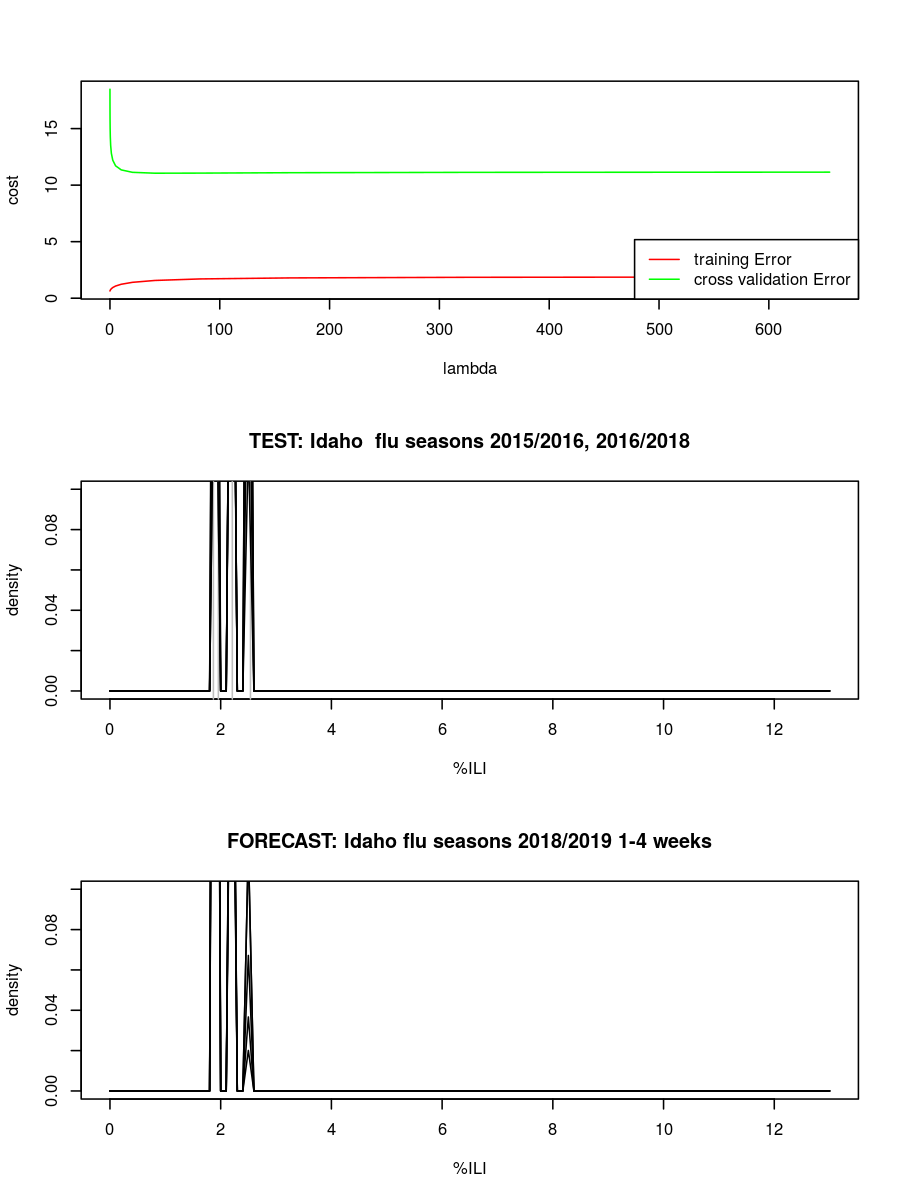 15
10
5
0
cost
training Error
cross validation Error
0 100 200 300 400 500 600
lambda
TEST: Idaho  flu seasons 2015/2016, 2016/2018
0.08
0.04
0.00
density
0 2 4 6 8 10 12
%ILI
FORECAST: Idaho flu seasons 2018/2019 1-4 weeks
0.08
0.04
0.00
density
0 2 4 6 8 10 12
%ILI